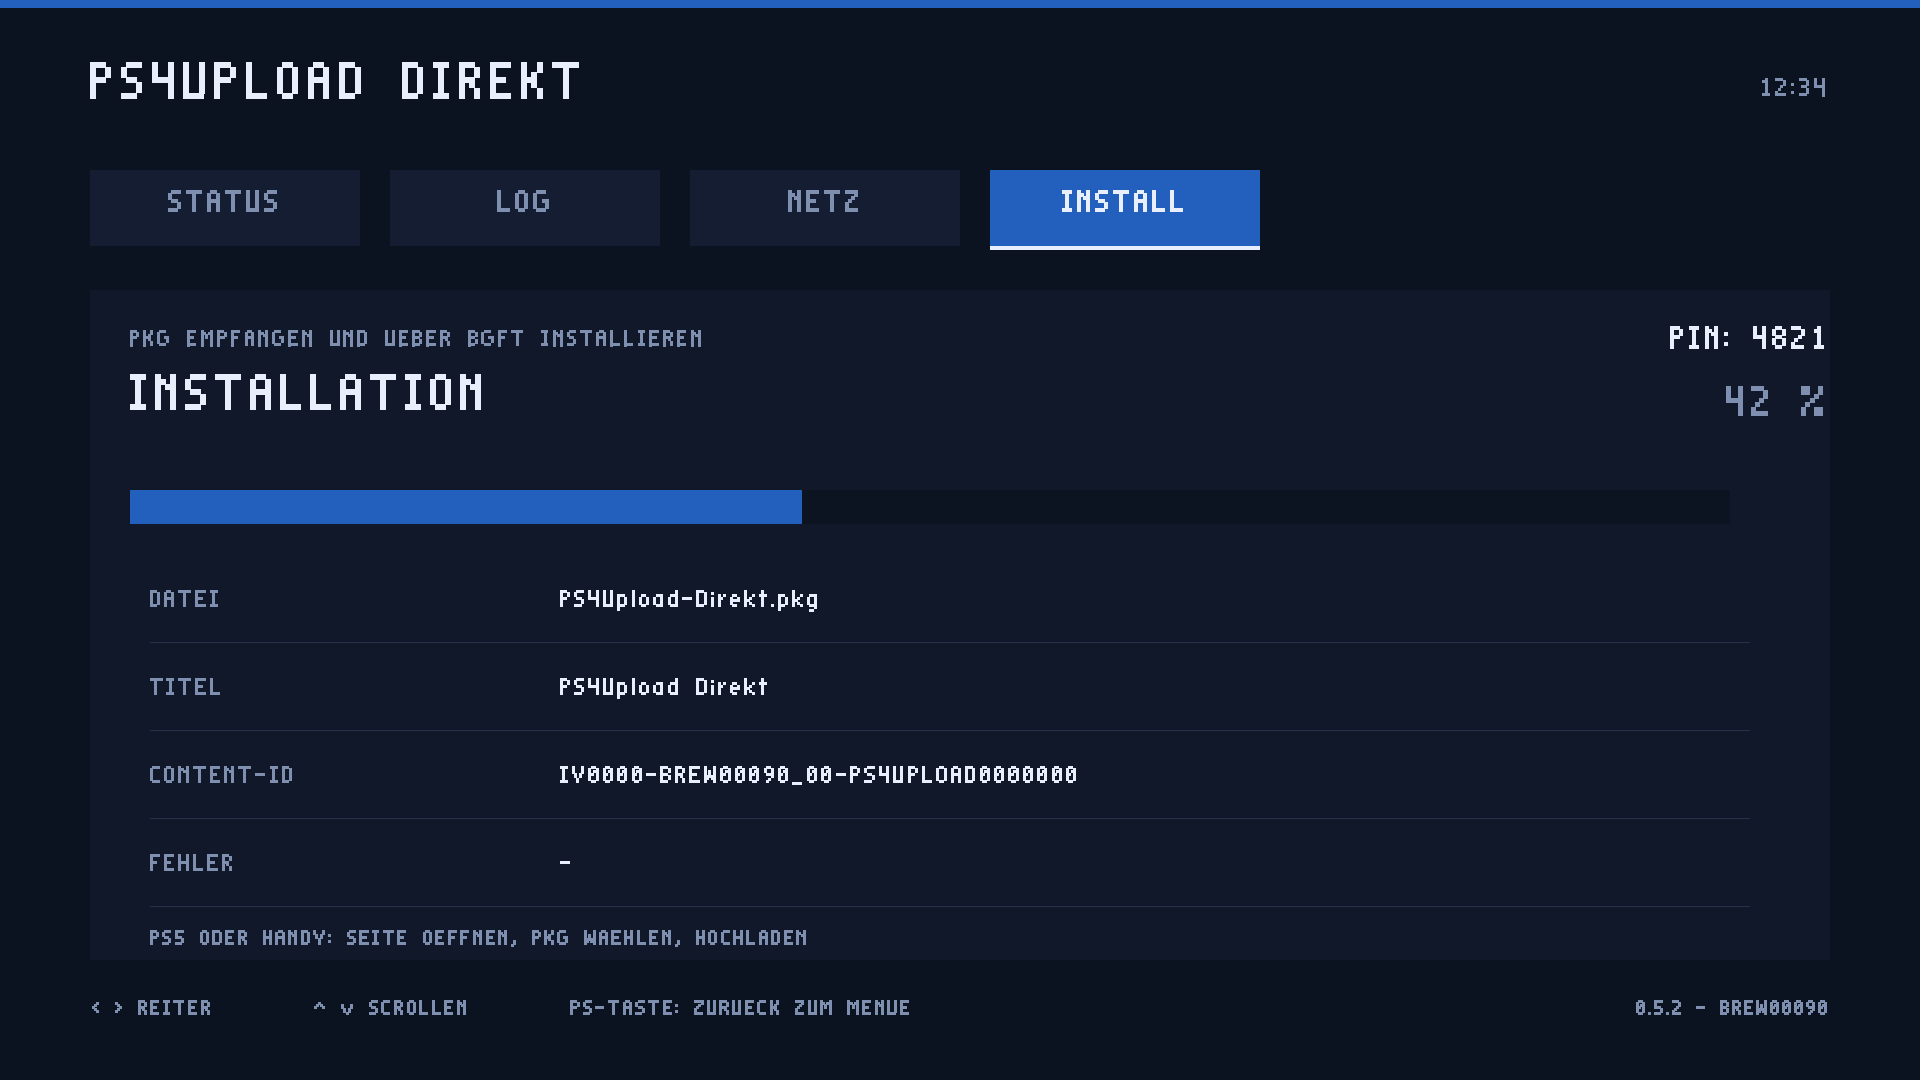 PS4UPLOAD DIREKT
12:34
STATUS
LOG
NETZ
INSTALL
PKG EMPFANGEN UND UEBER BGFT INSTALLIEREN
PIN: 4821
INSTALLATION
42 %
DATEI PS4Upload-Direkt.pkg
TITEL PS4Upload Direkt
CONTENT-ID IV0000-BREW00090_00-PS4UPLOAD0000000
FEHLER -
PS5 ODER HANDY: SEITE OEFFNEN, PKG WAEHLEN, HOCHLADEN
< > REITER ^ v SCROLLEN PS-TASTE: ZURUECK ZUM MENUE 0.5.2 - BREW00090